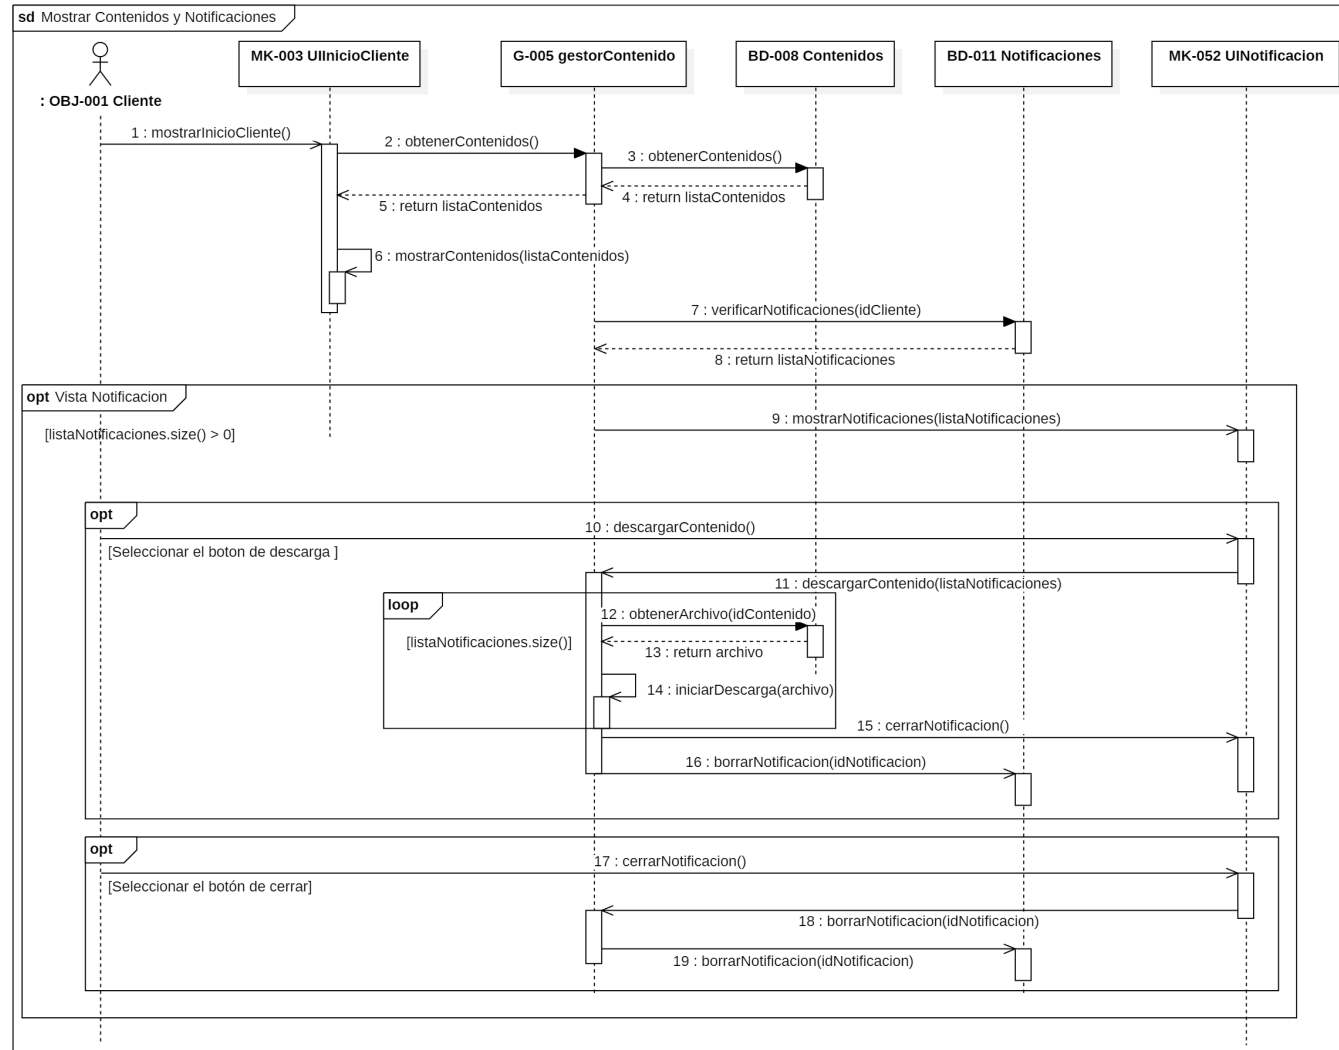 sd Mostrar Contenidos y Notificaciones
: OBJ-001 Cliente
MK-003 UIInicioCliente
G-005 gestorContenido
BD-008 Contenidos
BD-011 Notificaciones
MK-052 UINotificacion
1 : mostrarInicioCliente()
2 : obtenerContenidos()
3 : obtenerContenidos()
4 : return listaContenidos
5 : return listaContenidos
6 : mostrarContenidos(listaContenidos)
7 : verificarNotificaciones(idCliente)
8 : return listaNotificaciones
opt Vista Notificacion
[listaNotificaciones.size() > 0]
9 : mostrarNotificaciones(listaNotificaciones)
opt
10 : descargarContenido()
[Seleccionar el boton de descarga ]
11 : descargarContenido(listaNotificaciones)
loop
12 : obtenerArchivo(idContenido)
[listaNotificaciones.size()]
13 : return archivo
14 : iniciarDescarga(archivo)
15 : cerrarNotificacion()
16 : borrarNotificacion(idNotificacion)
opt
17 : cerrarNotificacion()
[Seleccionar el botón de cerrar]
18 : borrarNotificacion(idNotificacion)
19 : borrarNotificacion(idNotificacion)